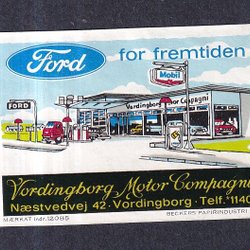 Ford for fremtiden
Mobil
FORD
Vordingborg Motor Compagni
Vordingborg Motor Compagni
Næstvedvej 42 · Vordingborg · Telf. 1140
MÆRKAT 12085
BECKERS PAPIRINDUSTRI